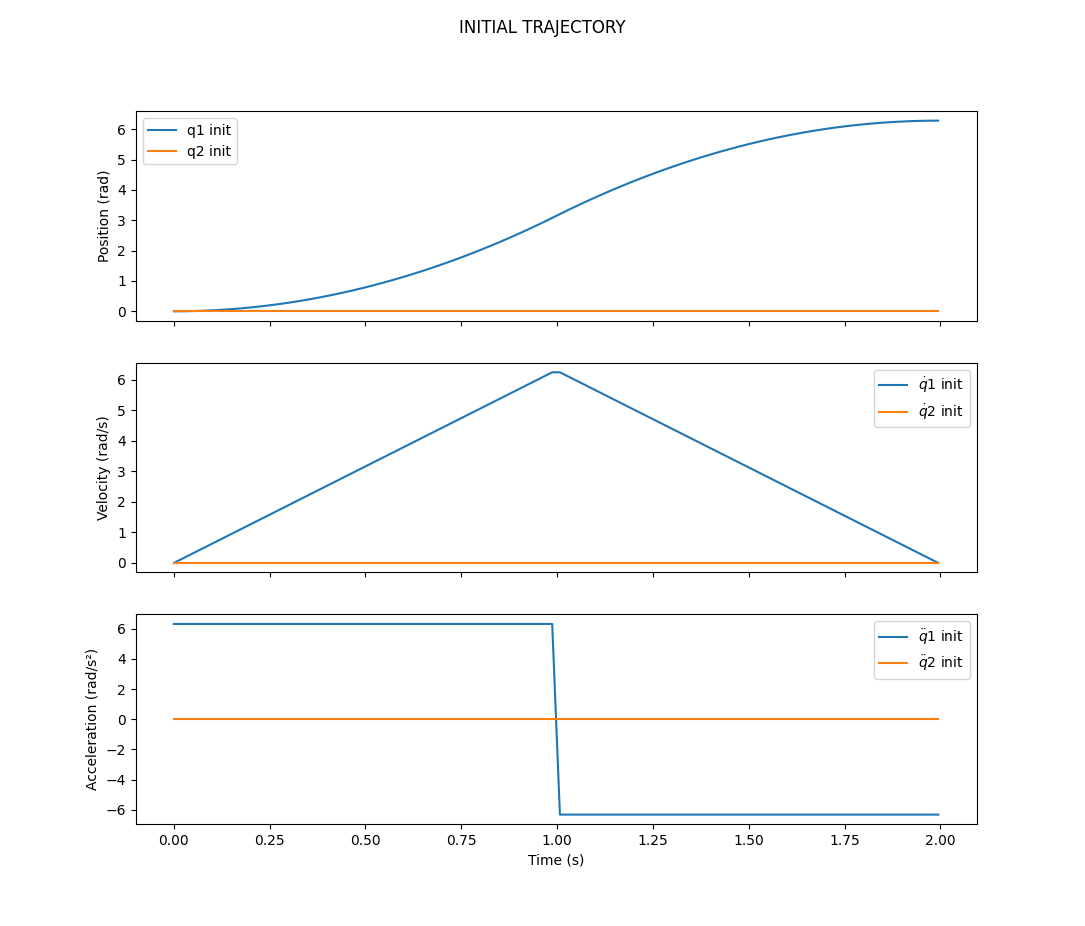 INITIAL TRAJECTORY
q1 init
q2 init
Position (rad)
6
5
4
3
2
1
0
q̇1 init
q̇2 init
Velocity (rad/s)
6
5
4
3
2
1
0
q̈1 init
q̈2 init
Acceleration (rad/s²)
6
4
2
0
−2
−4
−6
0.00 0.25 0.50 0.75 1.00 1.25 1.50 1.75 2.00
Time (s)